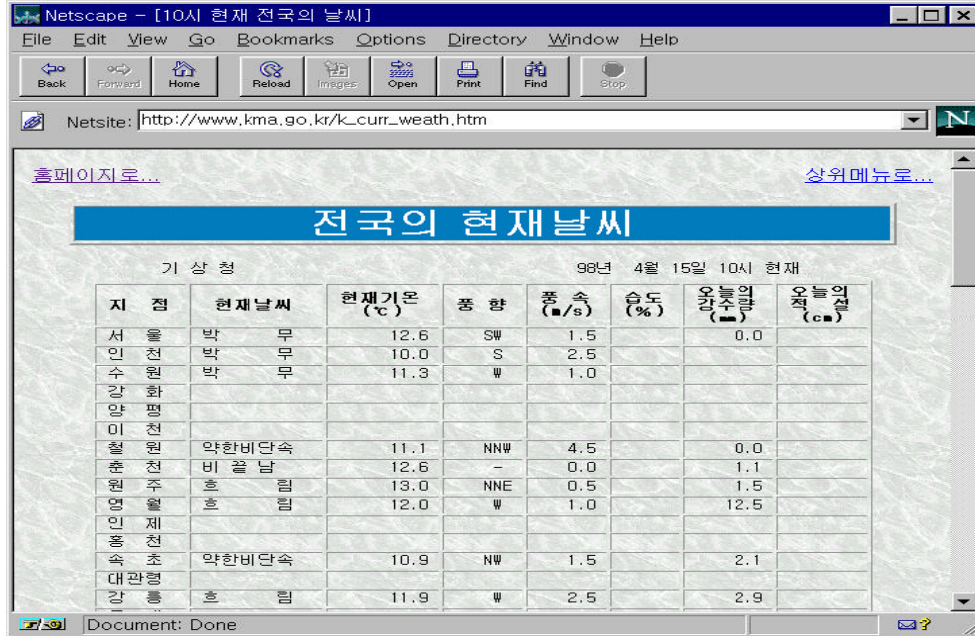 Netscape - [10시 현재 전국의 날씨]
File Edit View Go Bookmarks Options Directory Window Help
Back Forward Home Reload Images Open Print Find Stop
Netsite: http://www.kma.go.kr/k_curr_weath.htm
N
홈페이지로... 상위메뉴로...
전국의 현재날씨
기 상 청 98년 4월 15일 10시 현재
지 점 현재날씨 현재기온 (℃) 풍 향 풍 속 (m/s) 습도 (%) 오늘의 강수량 (mm) 오늘의 적 설 (cm)
서 울 박 무 12.6 SW 1.5 0.0
인 천 박 무 10.0 S 2.5
수 원 박 무 11.3 W 1.0
강 화
양 평
이 천
철 원 약한비단속 11.1 NNW 4.5 0.0
춘 천 비 끝 남 12.6 - 0.0 1.1
원 주 흐 림 13.0 NNE 0.5 1.5
영 월 흐 림 12.0 W 1.0 12.5
인 제
홍 천
속 초 약한비단속 10.9 NW 1.5 2.1
대관령
강 릉 흐 림 11.9 W 2.5 2.9
Document: Done